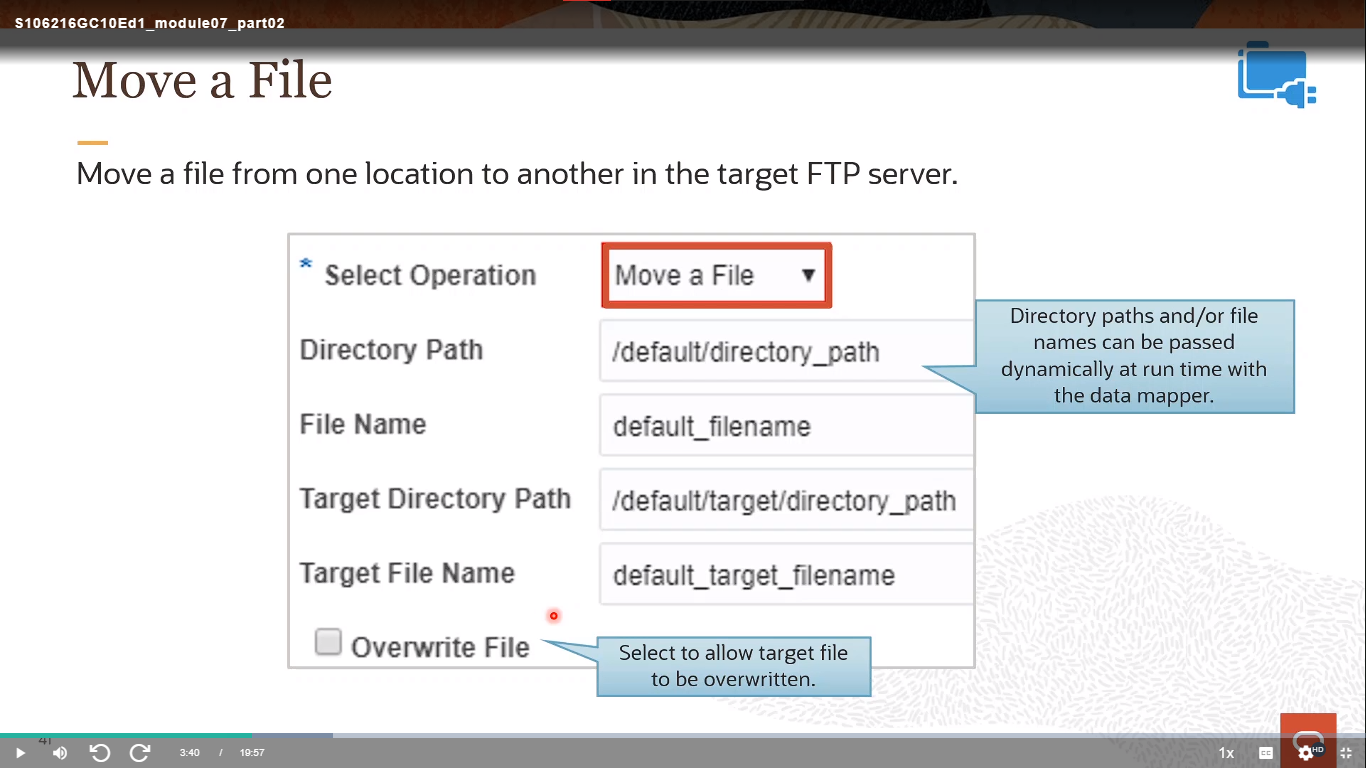 S106216GC10Ed1_module07_part02
Move a File
Move a file from one location to another in the target FTP server.
* Select Operation Move a File ▼
Directory Path /default/directory_path
Directory paths and/or file
names can be passed
dynamically at run time with
the data mapper.
File Name default_filename
Target Directory Path /default/target/directory_path
Target File Name default_target_filename
Overwrite File
Select to allow target file
to be overwritten.
41
3:40 / 19:57 1x CC HD